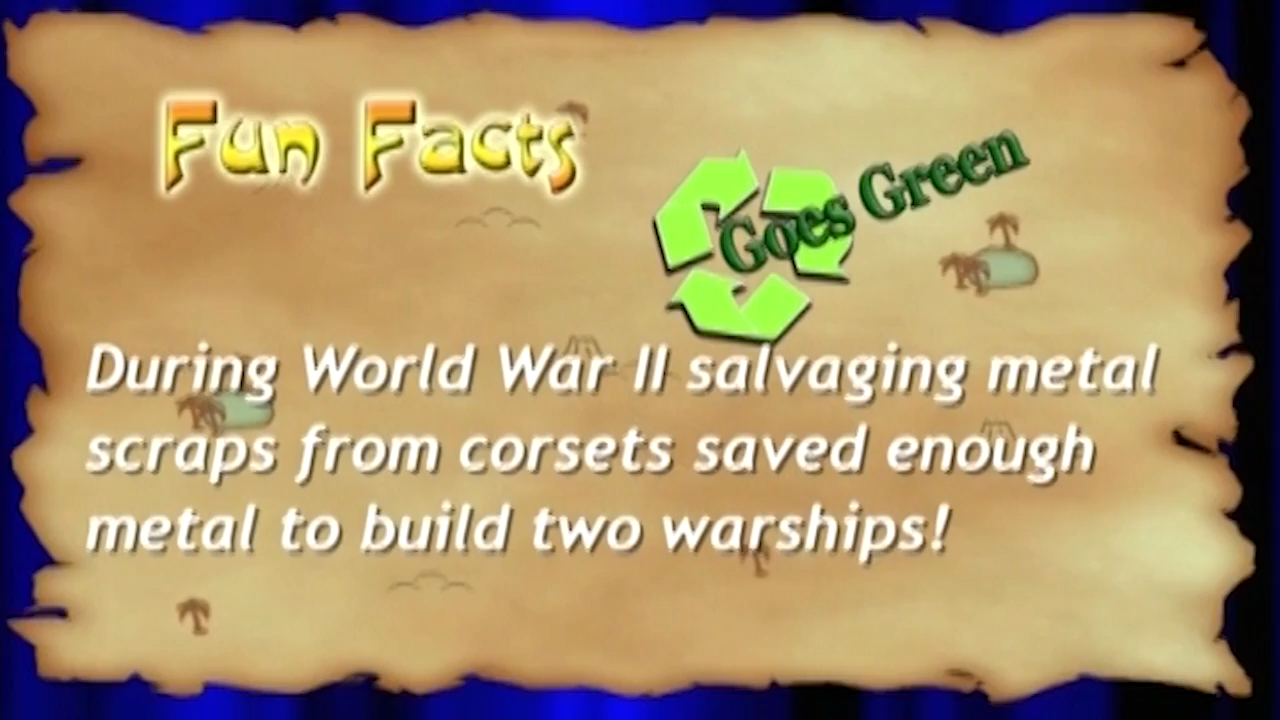 Fun Facts
Goes Green
During World War II salvaging metal
scraps from corsets saved enough
metal to build two warships!